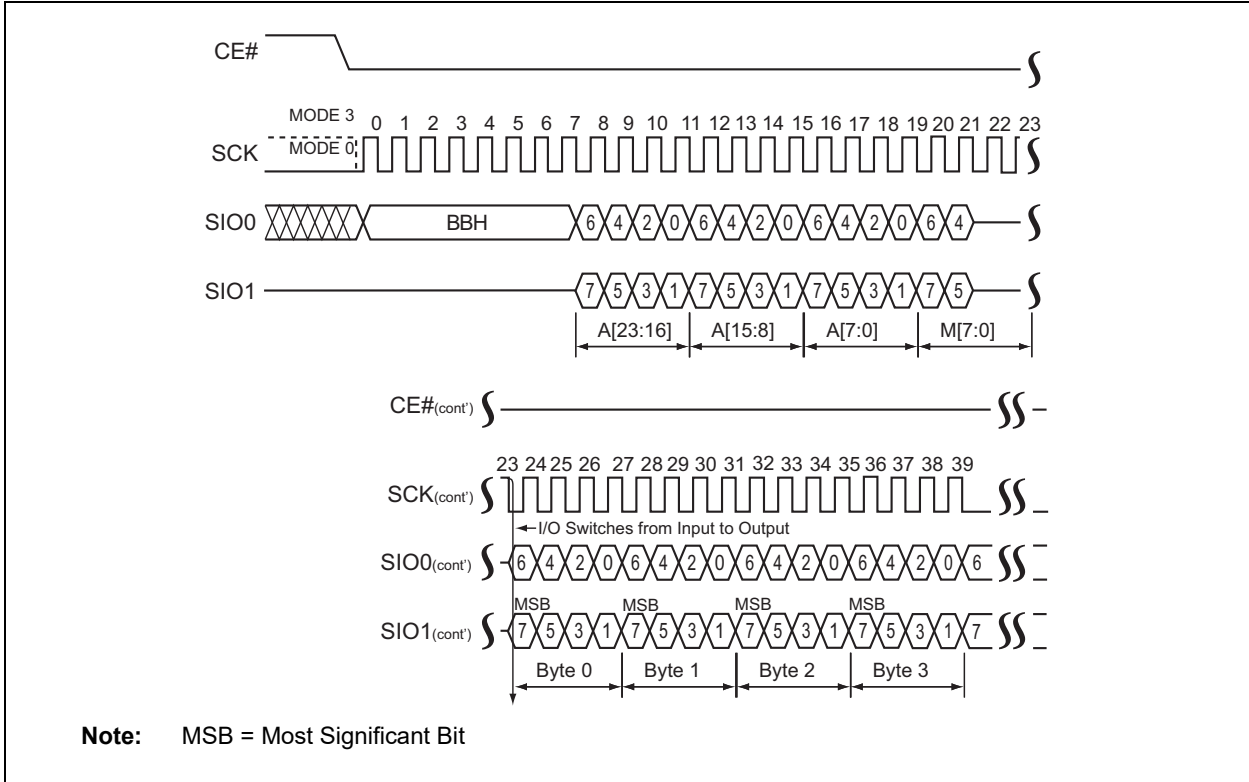 CE#
MODE 3
0 1 2 3 4 5 6 7 8 9 10 11 12 13 14 15 16 17 18 19 20 21 22 23
SCK MODE 0
SIO0 BBH 6 4 2 0 6 4 2 0 6 4 2 0 6 4
SIO1 7 5 3 1 7 5 3 1 7 5 3 1 7 5
A[23:16] A[15:8] A[7:0] M[7:0]
CE#(cont')
23 24 25 26 27 28 29 30 31 32 33 34 35 36 37 38 39
SCK(cont')
I/O Switches from Input to Output
SIO0(cont') 6 4 2 0 6 4 2 0 6 4 2 0 6 4 2 0 6
MSB MSB MSB MSB
SIO1(cont') 7 5 3 1 7 5 3 1 7 5 3 1 7 5 3 1 7
Byte 0 Byte 1 Byte 2 Byte 3
Note: MSB = Most Significant Bit